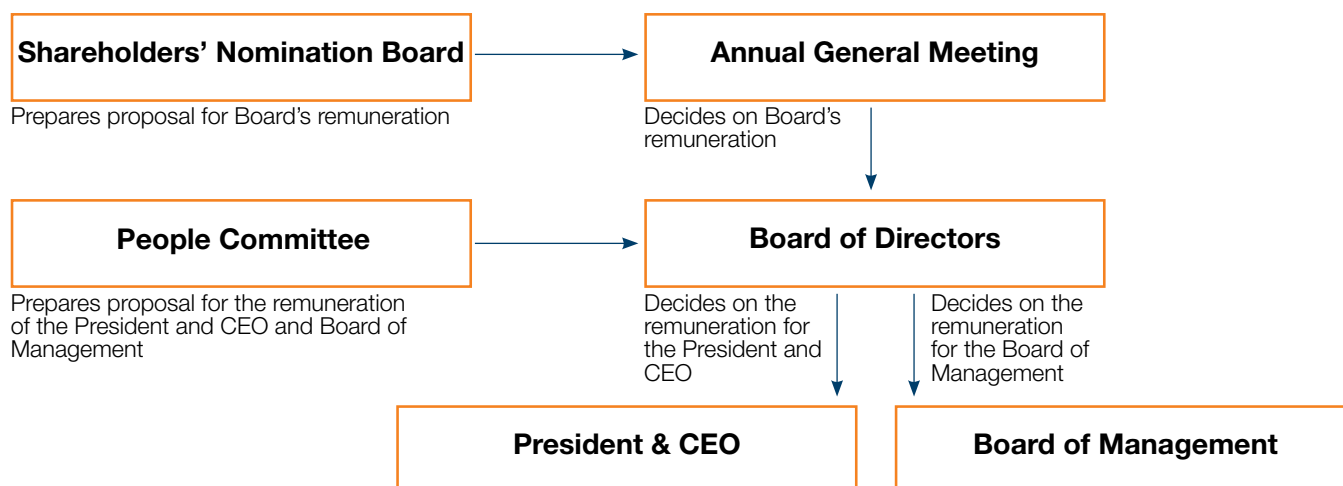 Shareholders’ Nomination Board
Annual General Meeting
Prepares proposal for Board’s remuneration
Decides on Board’s
remuneration
People Committee
Board of Directors
Prepares proposal for the remuneration
of the President and CEO and Board of
Management
Decides on the
remuneration for
the President and
CEO
Decides on the
remuneration
for the Board of
Management
President & CEO
Board of Management